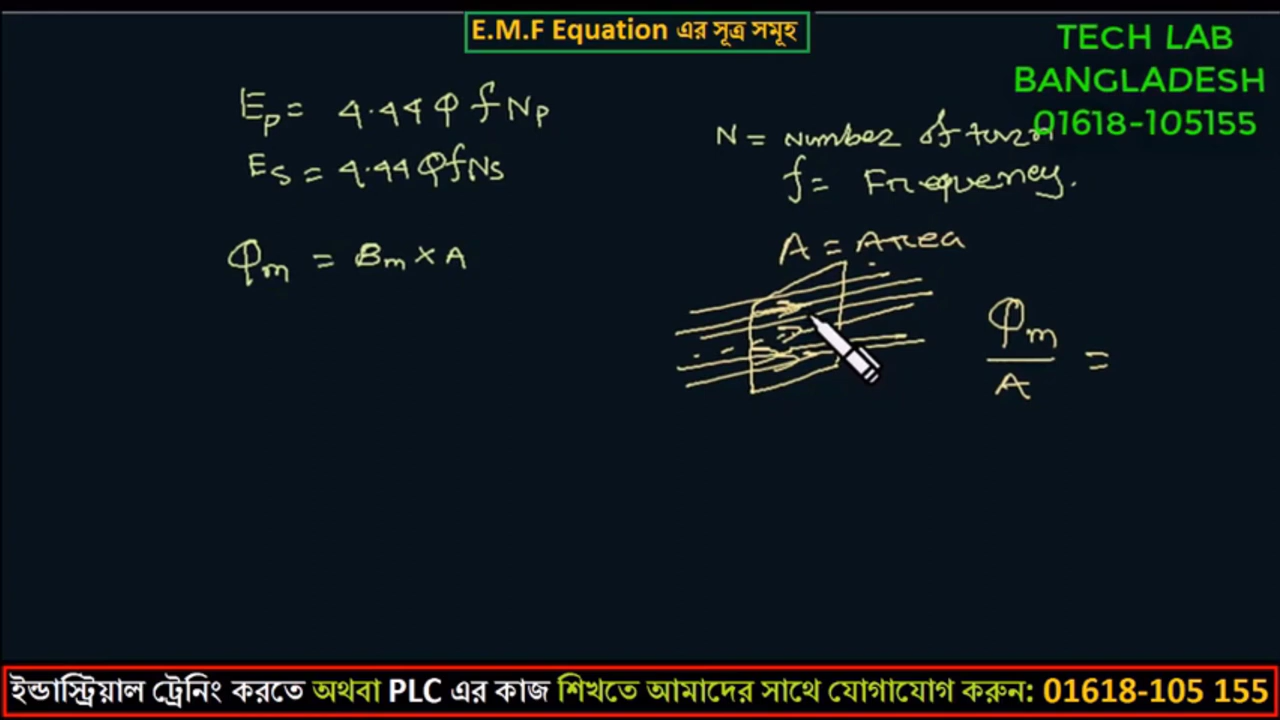 E.M.F Equation এর সূত্র সমূহ
TECH LAB
BANGLADESH
01618-105155
Ep = 4.44 φ f Np
Es = 4.44 φ f Ns
φm = Bm × A
N = Number of turn
f = Frequency.
A = Area
φm / A =
ইন্ডাস্ট্রিয়াল ট্রেনিং করতে অথবা PLC এর কাজ শিখতে আমাদের সাথে যোগাযোগ করুন: 01618-105 155